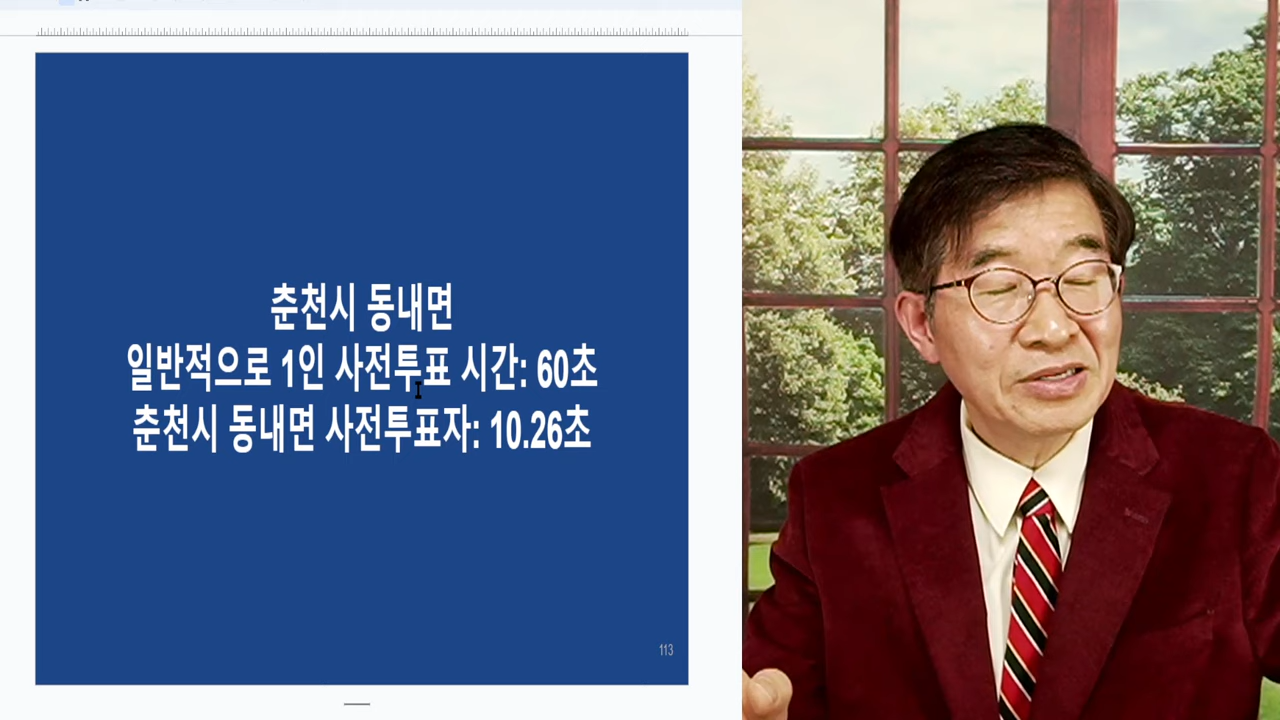 춘천시 동내면
일반적으로 1인 사전투표 시간: 60초
춘천시 동내면 사전투표자: 10.26초
113